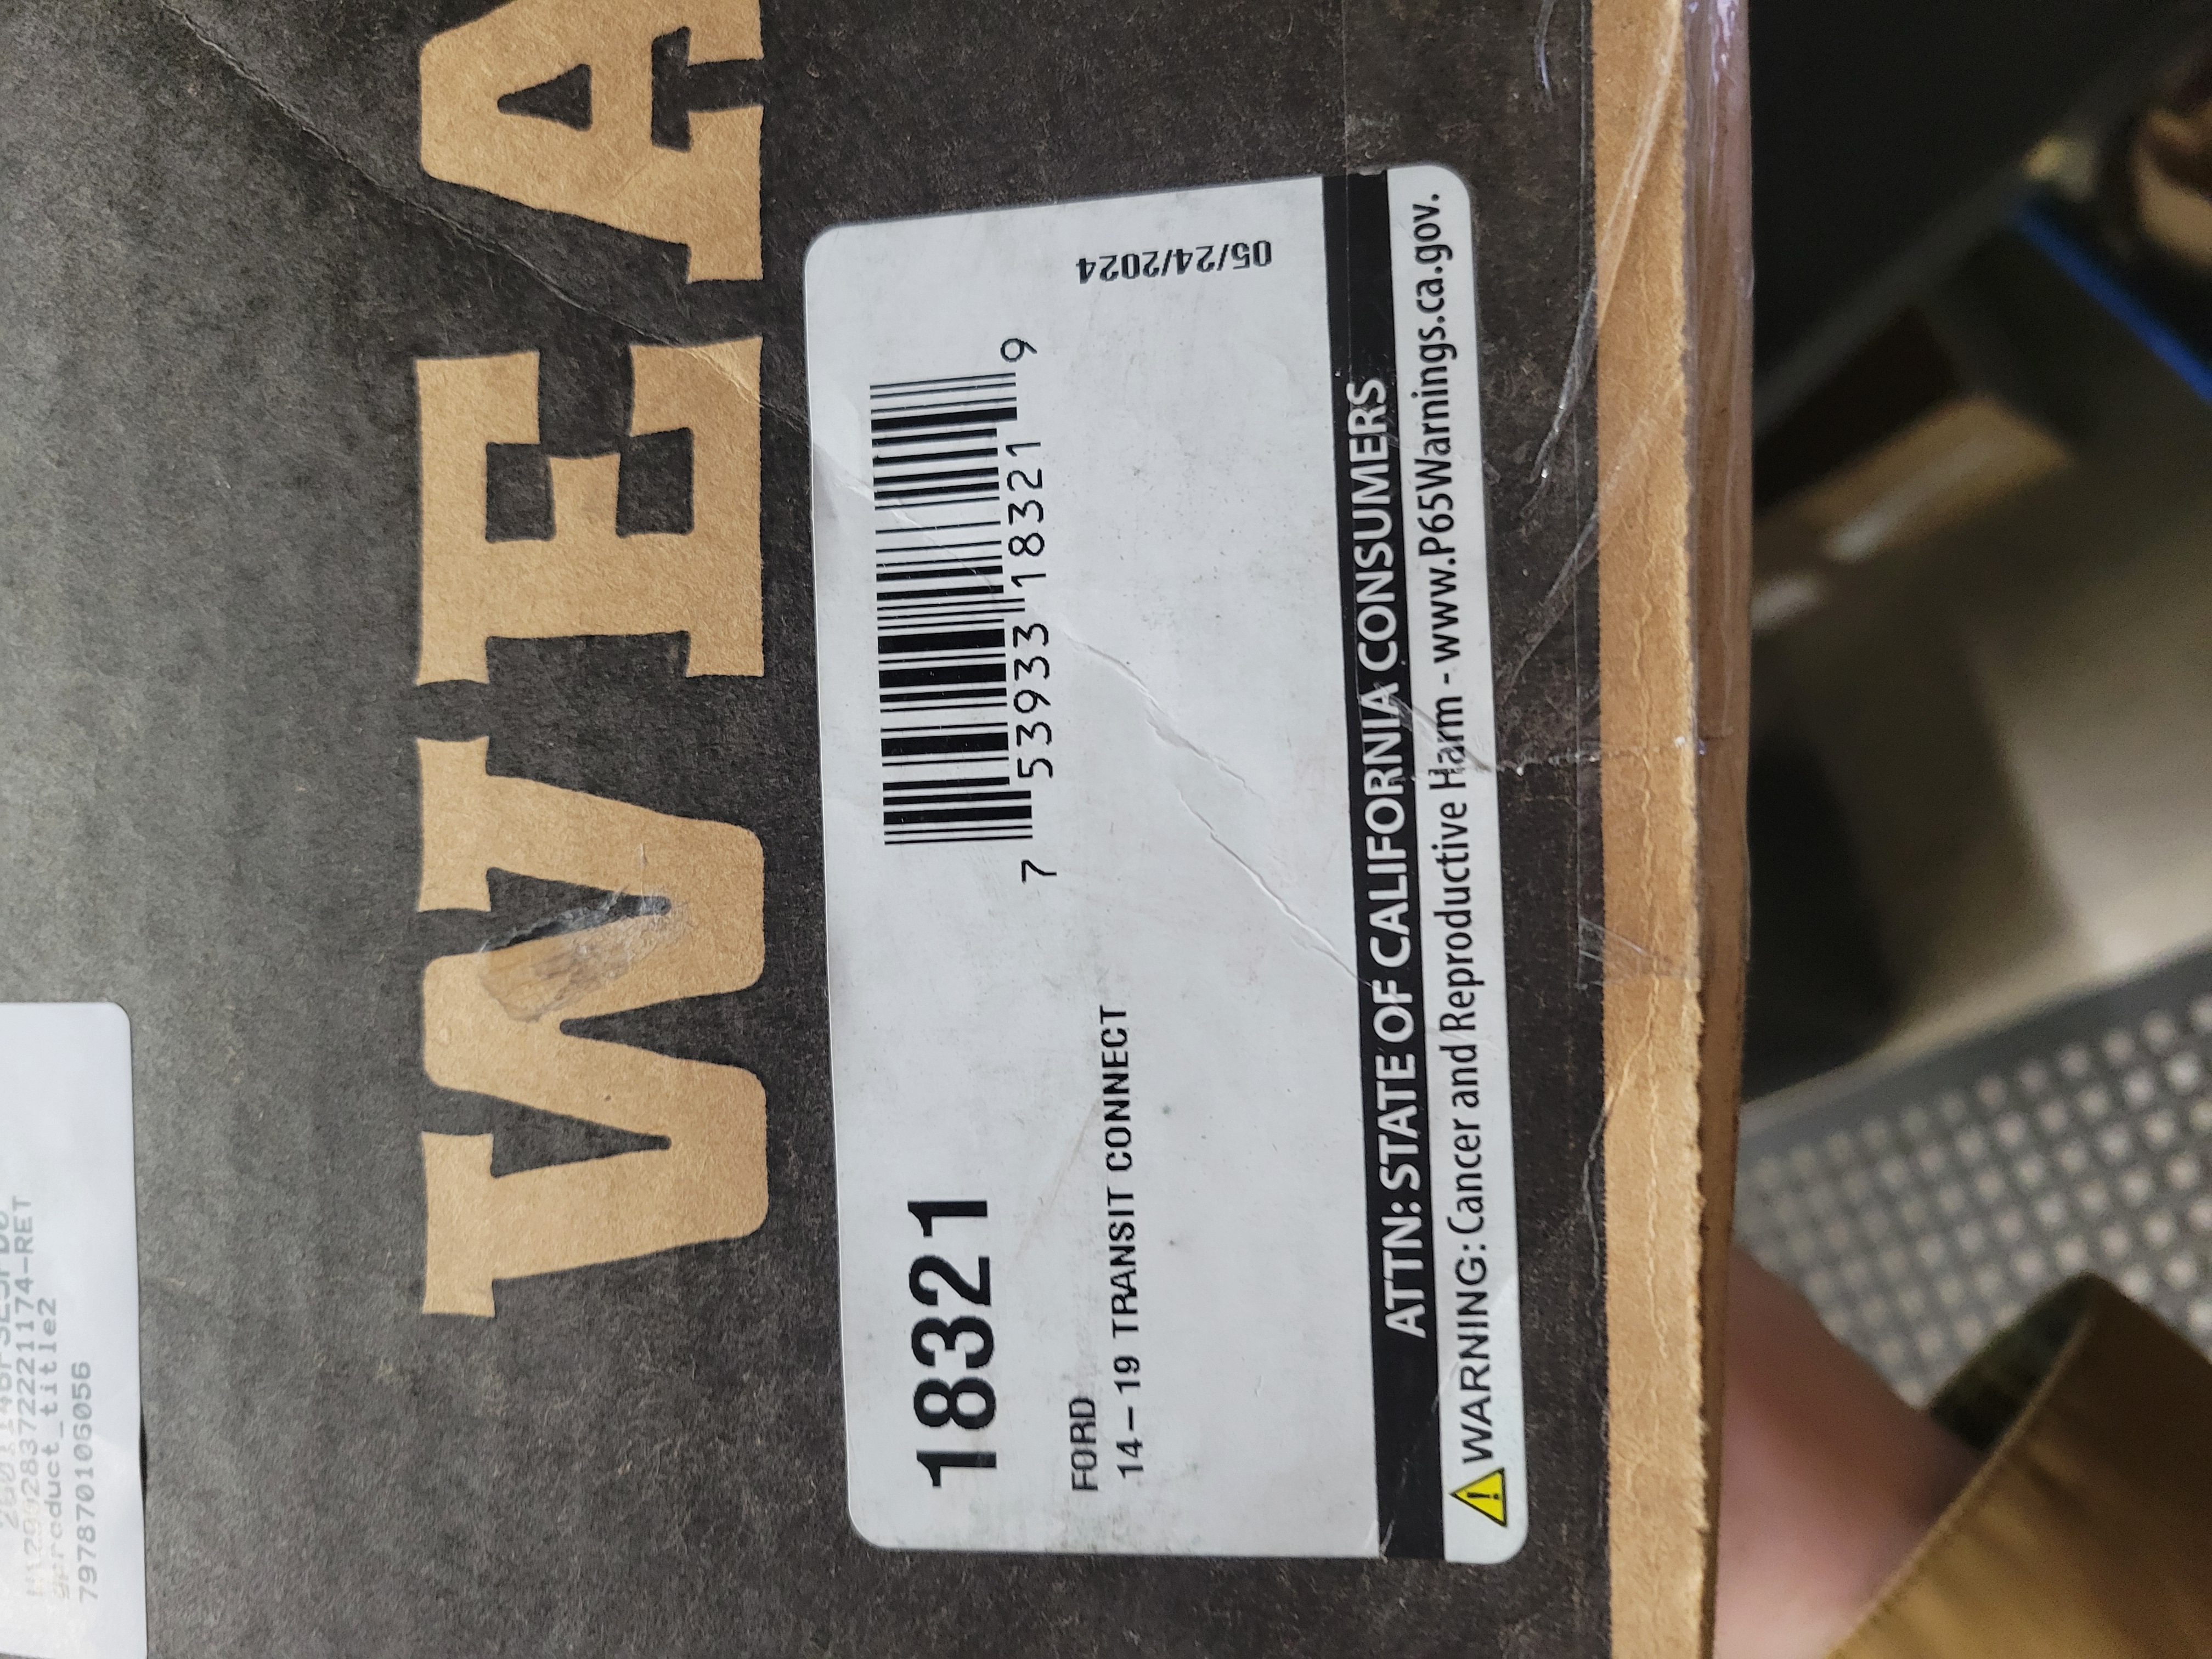 797870106056
product_title2
WEA
18321
7 53933 18321 9
FORD
14-19 TRANSIT CONNECT
05/24/2024
ATTN: STATE OF CALIFORNIA CONSUMERS
WARNING: Cancer and Reproductive Harm - www.P65Warnings.ca.gov.